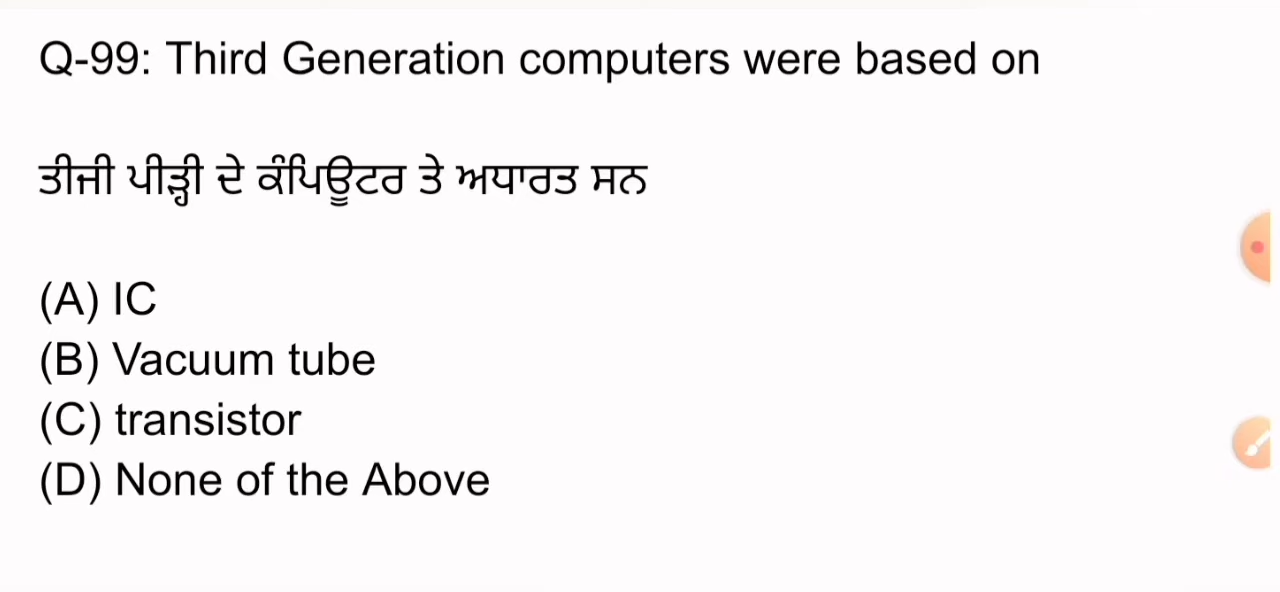 Q-99: Third Generation computers were based on
ਤੀਜੀ ਪੀੜ੍ਹੀ ਦੇ ਕੰਪਿਊਟਰ ਤੇ ਅਧਾਰਤ ਸਨ
(A) IC
(B) Vacuum tube
(C) transistor
(D) None of the Above